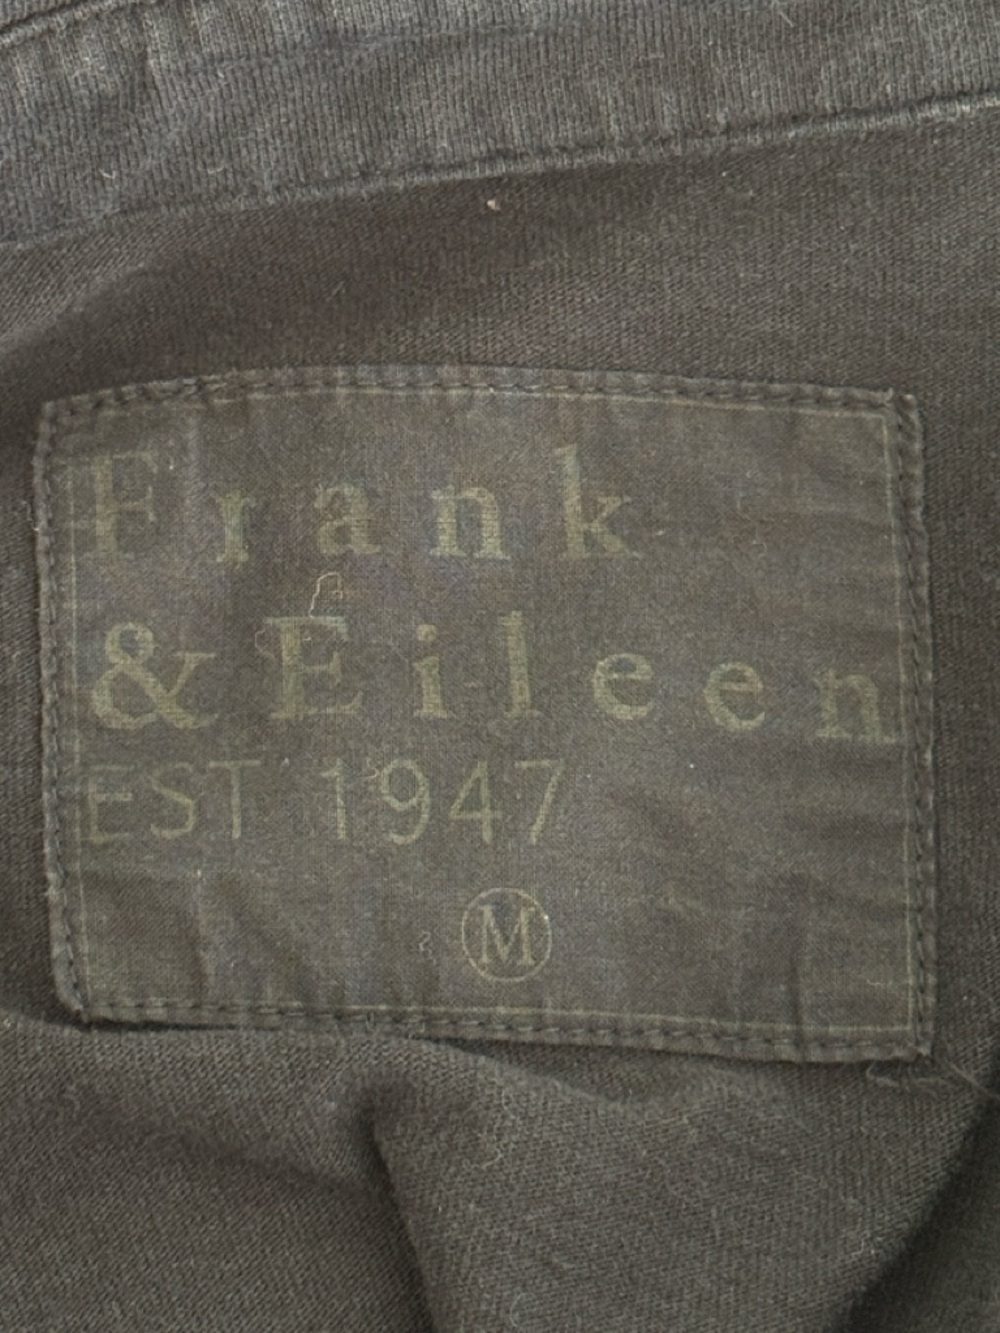 Frank
& Eileen
EST 1947
M